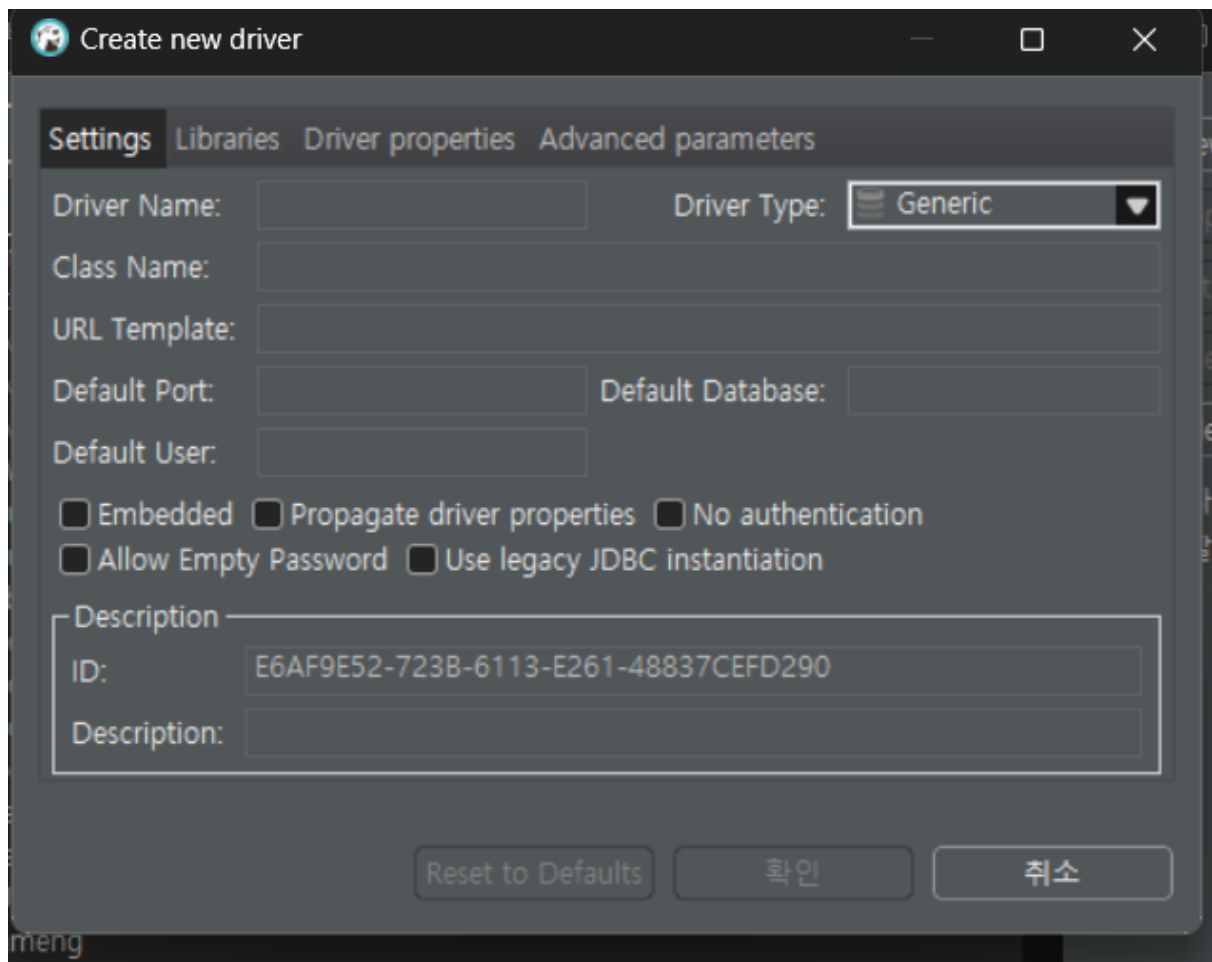 Create new driver
Settings Libraries Driver properties Advanced parameters
Driver Name: Driver Type: Generic
Class Name:
URL Template:
Default Port: Default Database:
Default User:
Embedded Propagate driver properties No authentication
Allow Empty Password Use legacy JDBC instantiation
Description
ID: E6AF9E52-723B-6113-E261-48837CEFD290
Description:
Reset to Defaults 확인 취소
meng